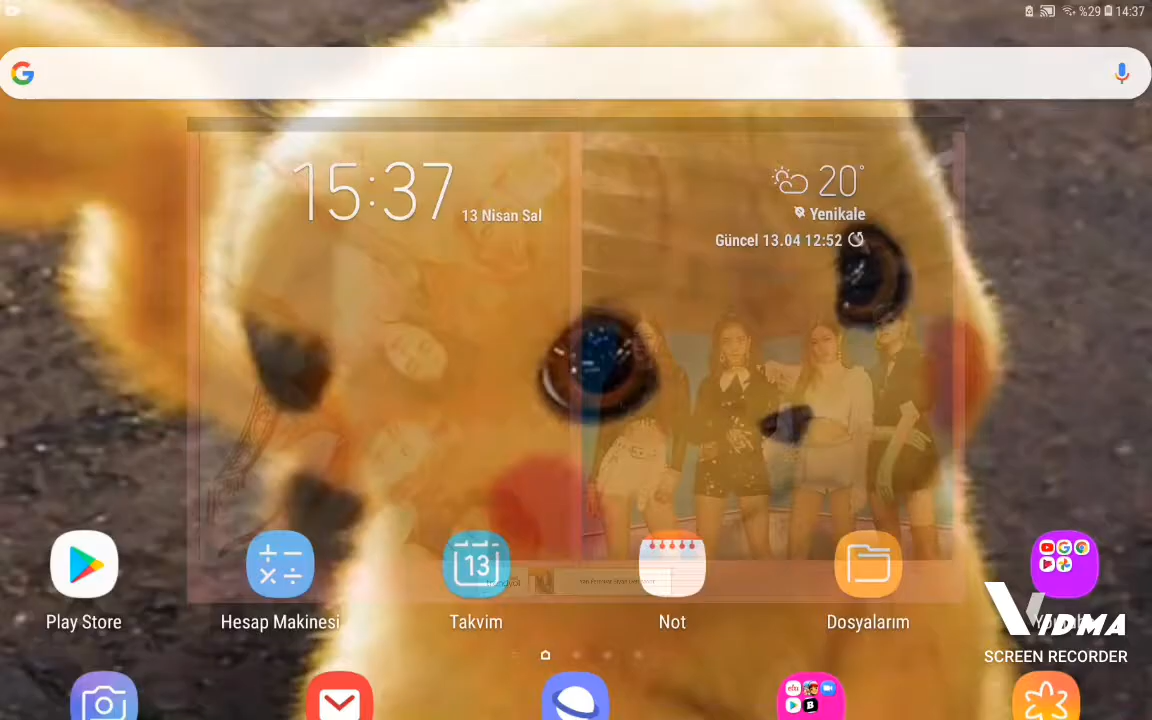 %29 14:37
15:37
13 Nisan Sal
20°
Yenikale
Güncel 13.04 12:52
13
Play Store
Hesap Makinesi
Takvim
Not
Dosyalarım
VIDMA
SCREEN RECORDER